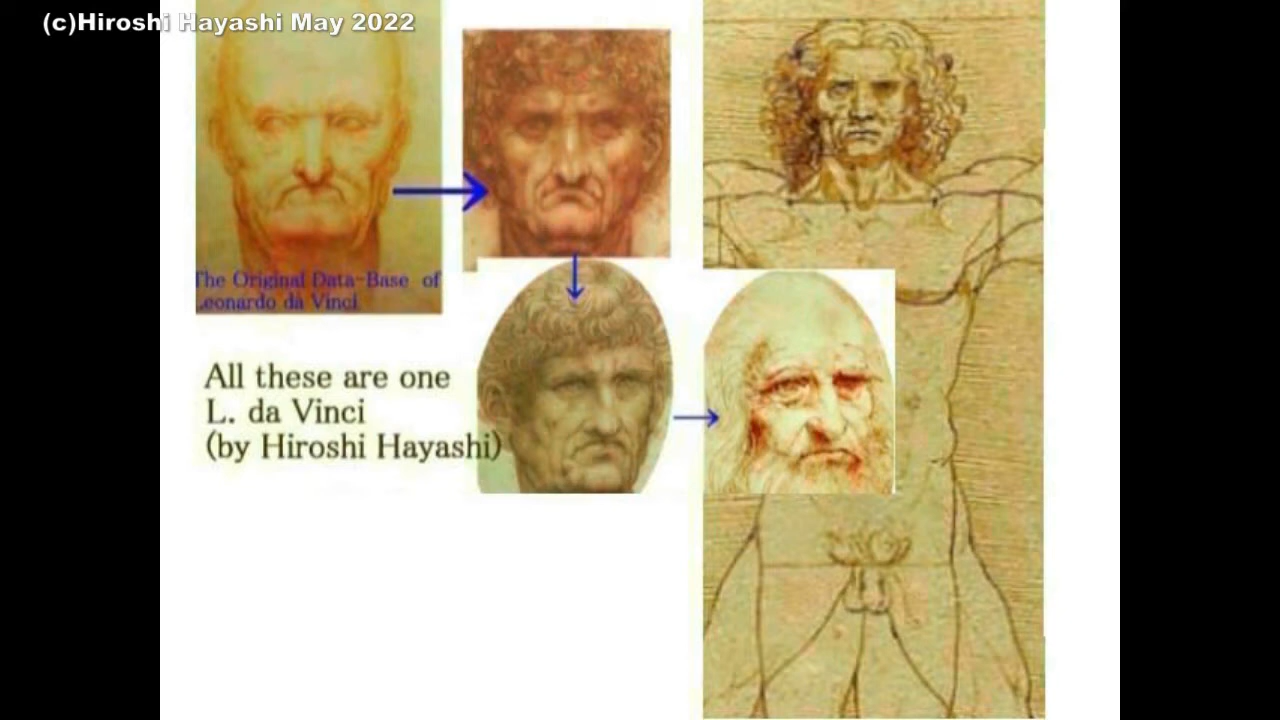 (c)Hiroshi Hayashi May 2022
The Original Data-Base of
Leonardo da Vinci
All these are one
L. da Vinci
(by Hiroshi Hayashi)